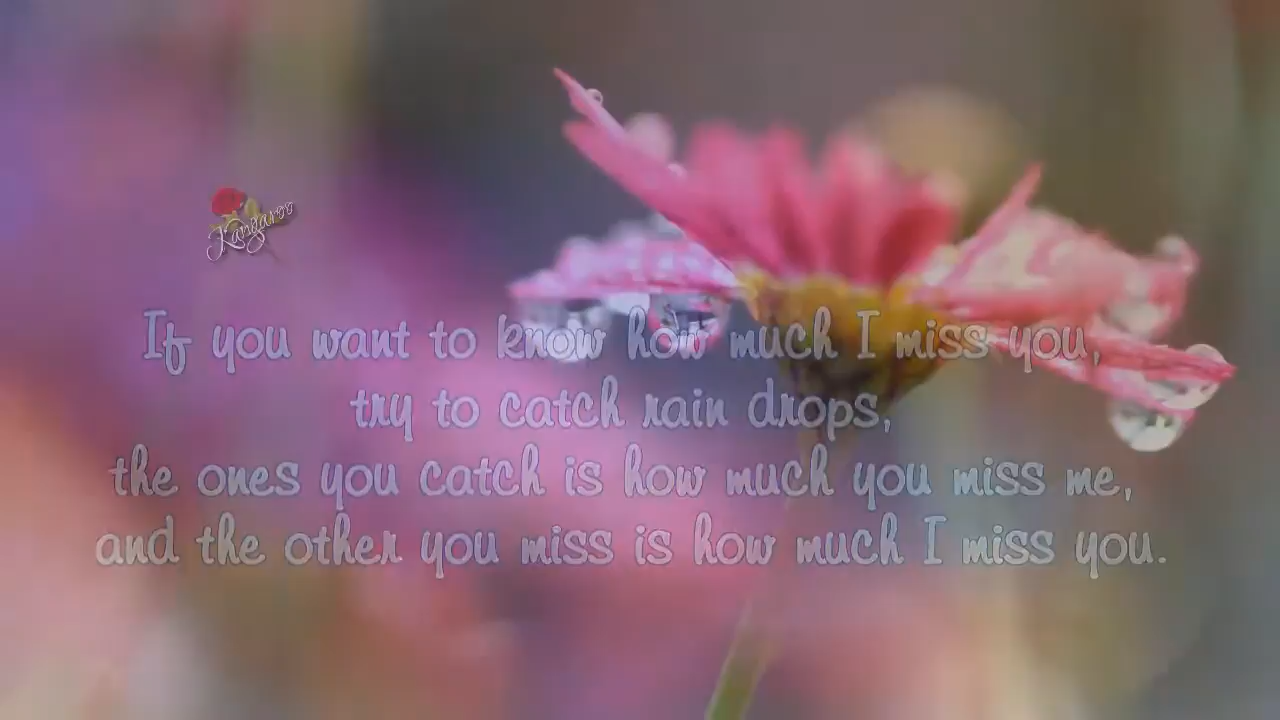 Kangaroo
If you want to know how much I miss you,
try to catch rain drops,
the ones you catch is how much you miss me,
and the other you miss is how much I miss you.